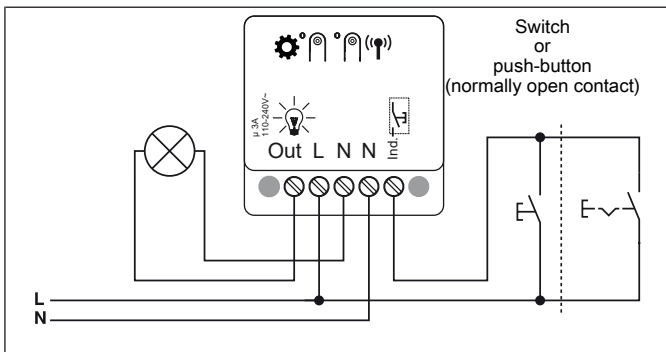 Switch
or
push-button
(normally open contact)
µ 3A
110-240V~
Out L N N Ind.
L
N